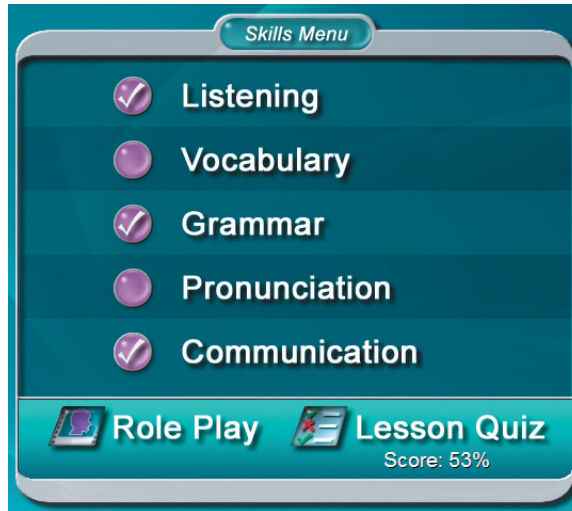 Skills Menu
Listening
Vocabulary
Grammar
Pronunciation
Communication
Role Play Lesson Quiz
Score: 53%